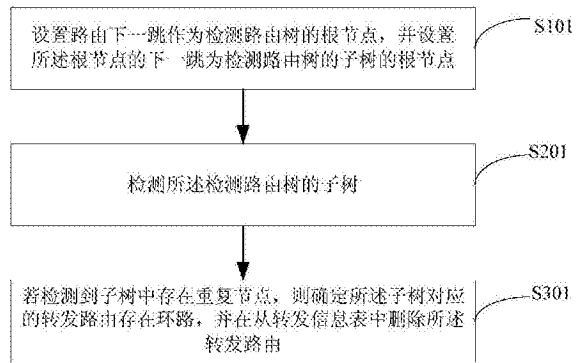 设置路由下一跳作为检测路由树的根节点，并设置
所述根节点的下一跳为检测路由树的子树的根节点
S101
检测所述检测路由树的子树
S201
若检测到子树中存在重复节点，则确定所述子树对应
的转发路由存在环路，并在从转发信息表中删除所述
转发路由
S301